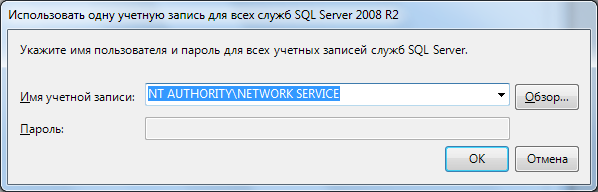 Использовать одну учетную запись для всех служб SQL Server 2008 R2
Укажите имя пользователя и пароль для всех учетных записей служб SQL Server.
Имя учетной записи: NT AUTHORITY\NETWORK SERVICE Обзор...
Пароль:
OK Отмена